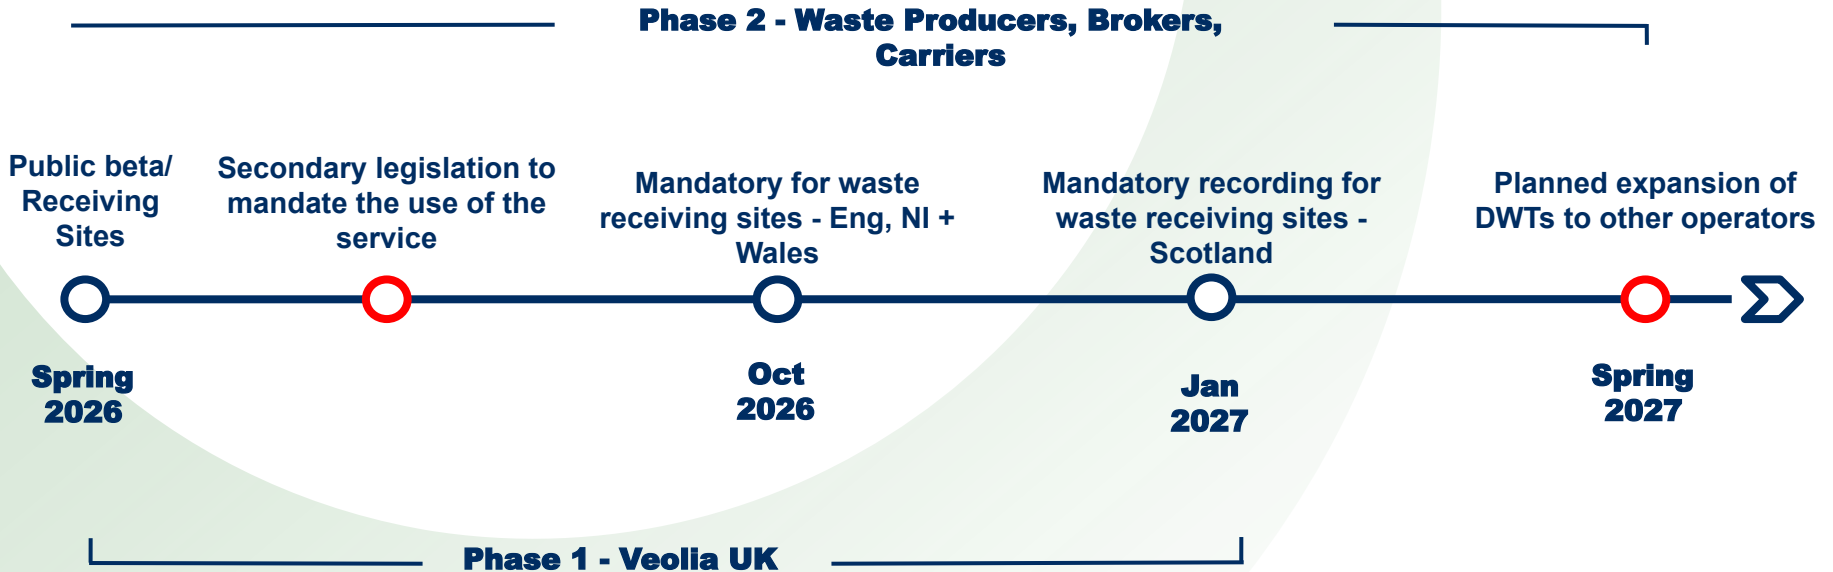 Phase 2 - Waste Producers, Brokers,
Carriers
Public beta/
Receiving
Sites
Secondary legislation to
mandate the use of the
service
Mandatory for waste
receiving sites - Eng, NI +
Wales
Mandatory recording for
waste receiving sites -
Scotland
Planned expansion of
DWTs to other operators
Spring
2026
Oct
2026
Jan
2027
Spring
2027
Phase 1 - Veolia UK